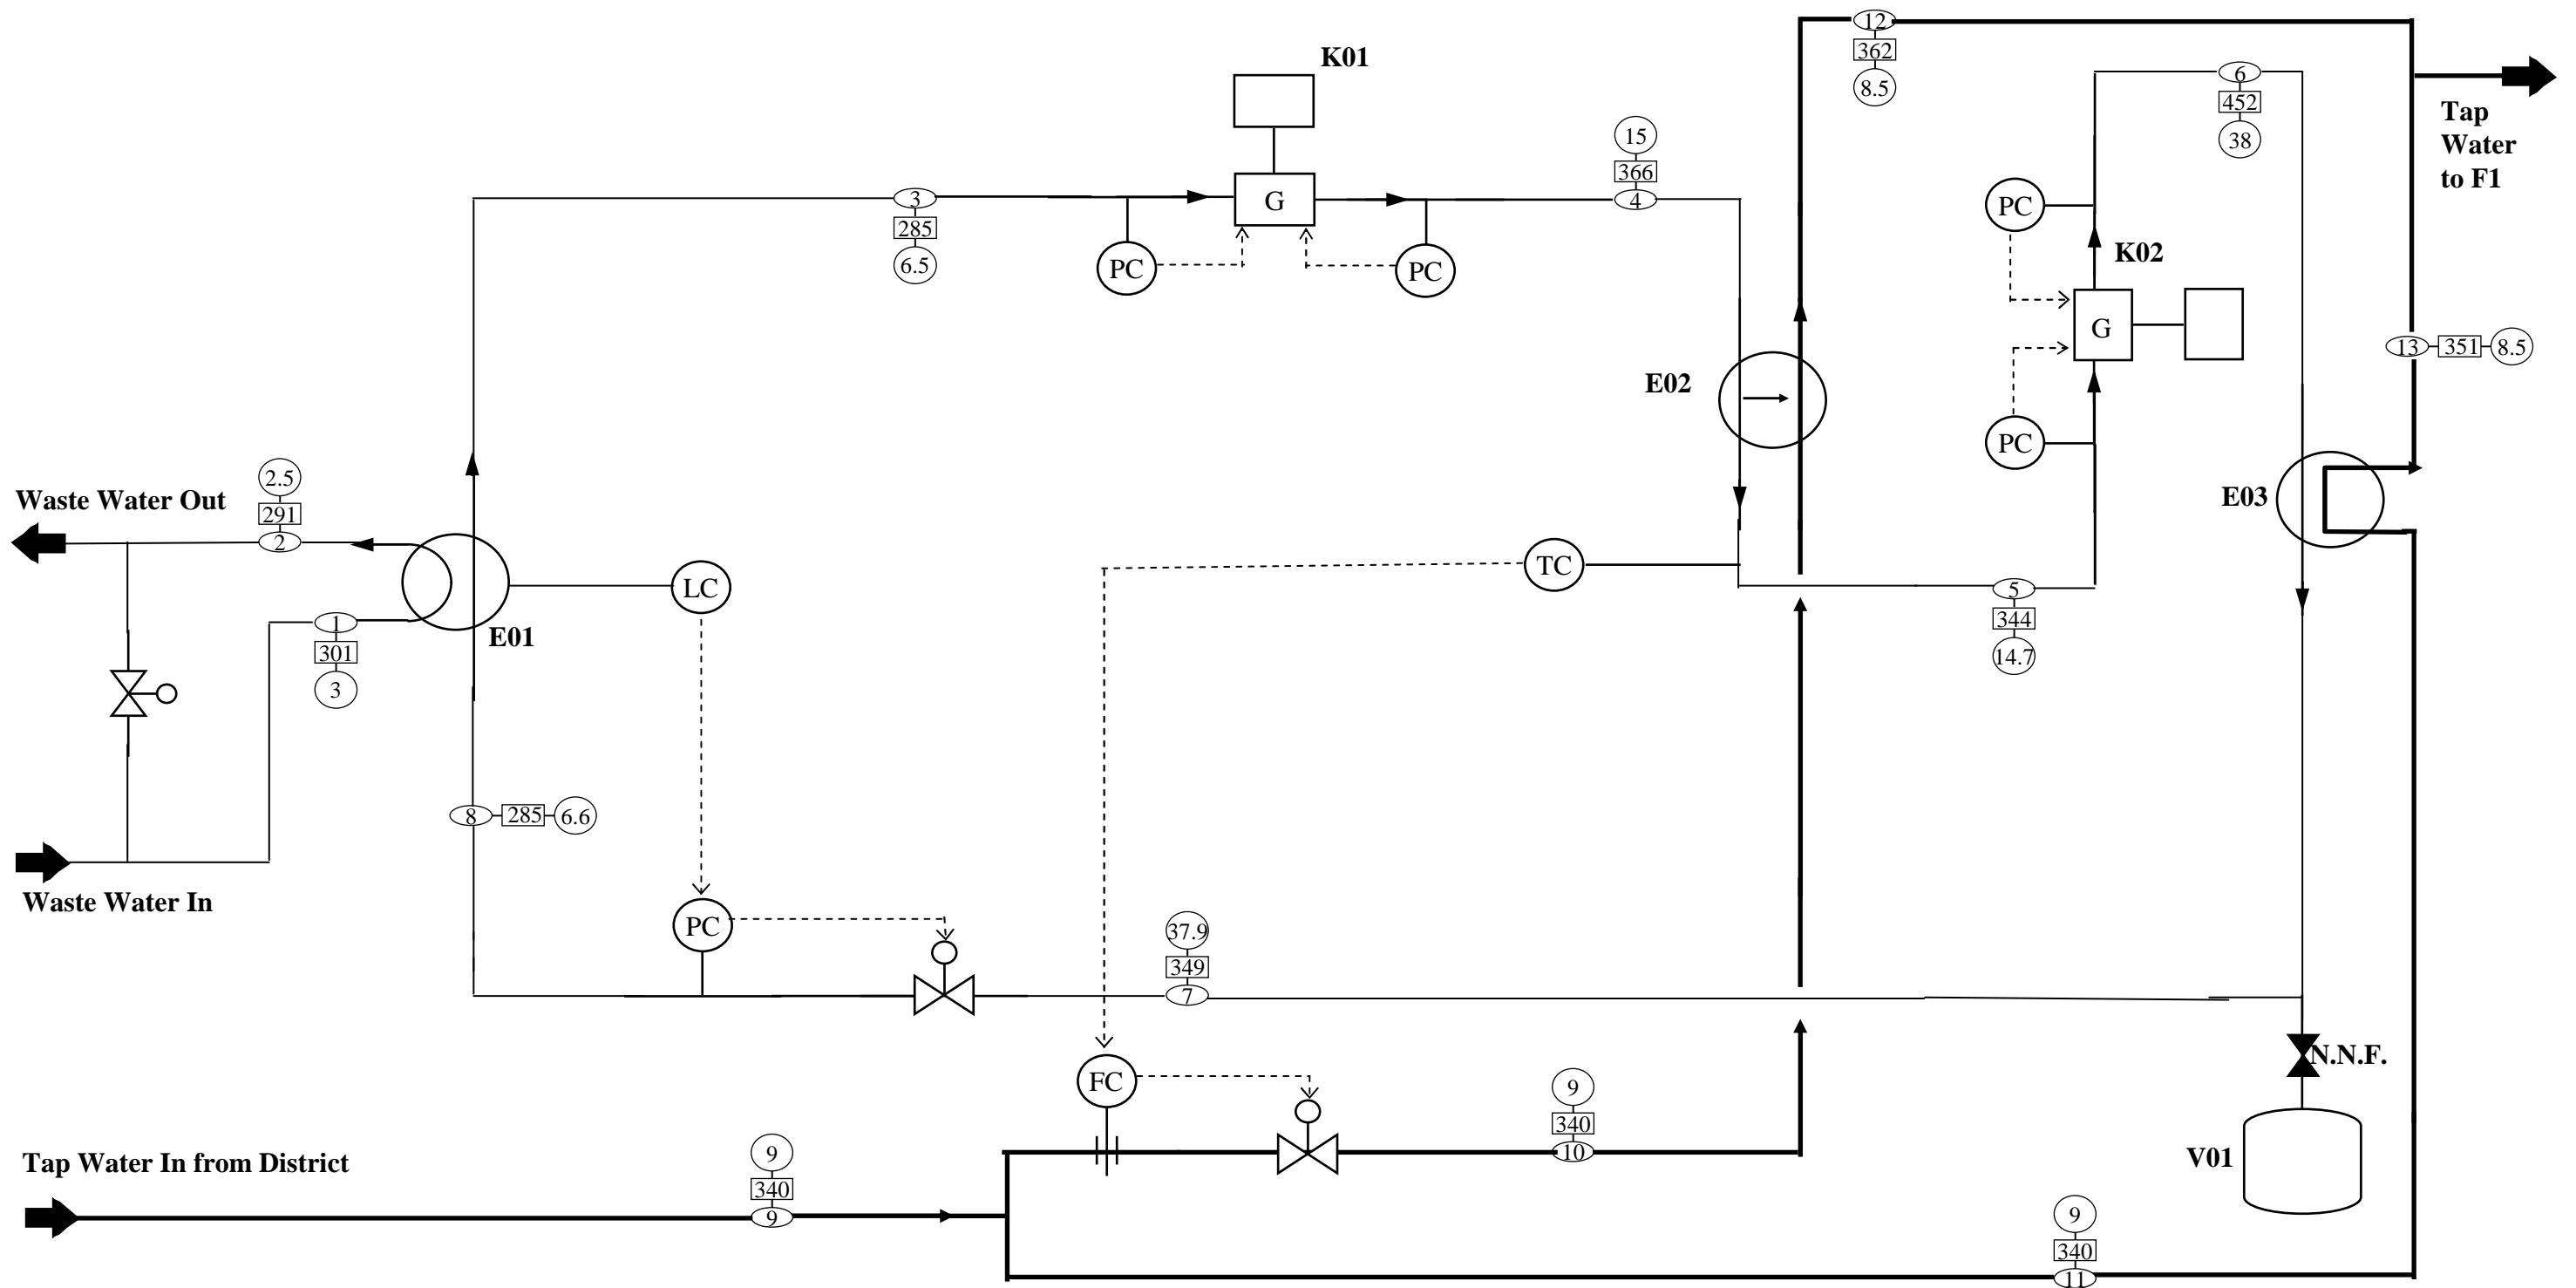 12
362
8.5
K01
6
452
38
Tap
Water
to F1
15
366
4
3
285
6.5
G
PC
PC
PC
K02
G
PC
13
351
8.5
E02
E03
2.5
291
2
Waste Water Out
1
301
3
E01
LC
TC
5
344
14.7
8
285
6.6
Waste Water In
PC
37.9
349
7
FC
9
340
10
N.N.F.
V01
Tap Water In from District
9
340
9
9
340
11